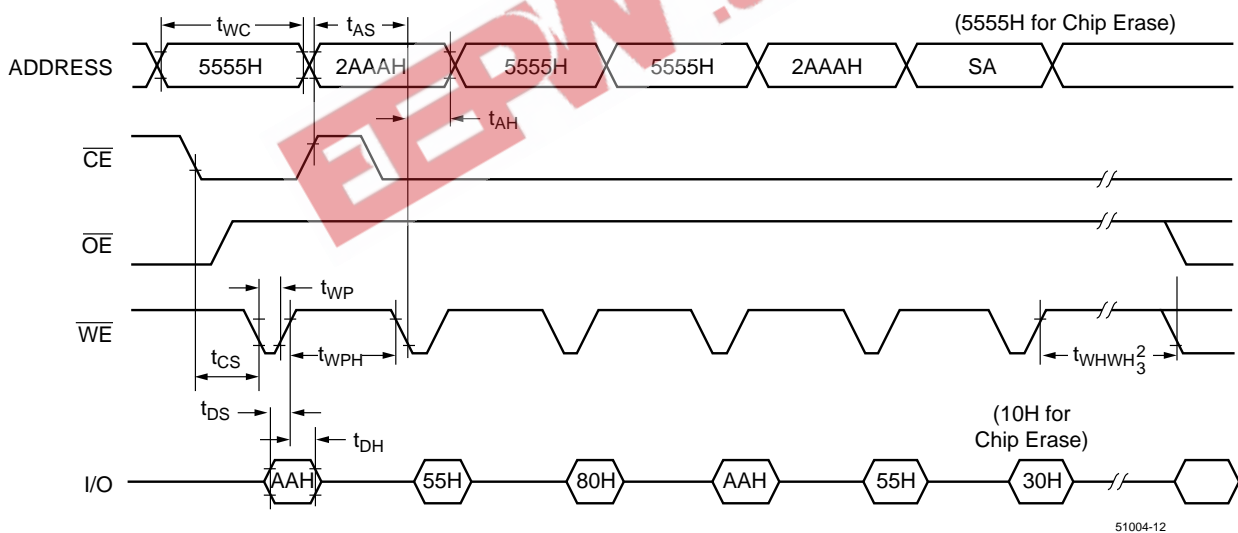 EEPW.
tWC
tAS
(5555H for Chip Erase)
ADDRESS
5555H
2AAAH
5555H
5555H
2AAAH
SA
tAH
CE
OE
tWP
WE
tCS
tWPH
tWHWH2
3
tDS
tDH
(10H for
Chip Erase)
I/O
AAH
55H
80H
AAH
55H
30H
51004-12